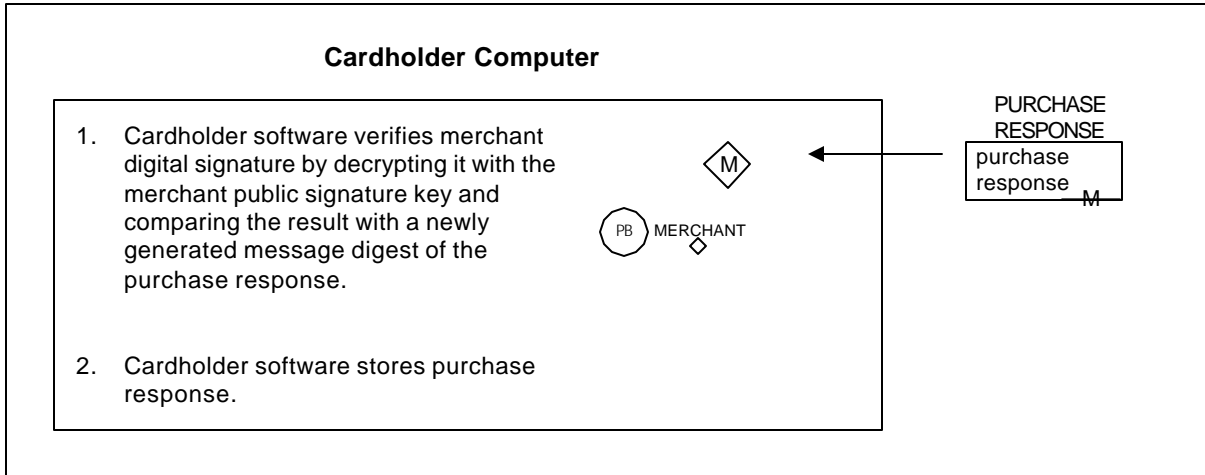 Cardholder Computer
1. Cardholder software verifies merchant
digital signature by decrypting it with the
merchant public signature key and
comparing the result with a newly
generated message digest of the
purchase response.
2. Cardholder software stores purchase
response.
M
PB MERCHANT
PURCHASE
RESPONSE
purchase
response
M